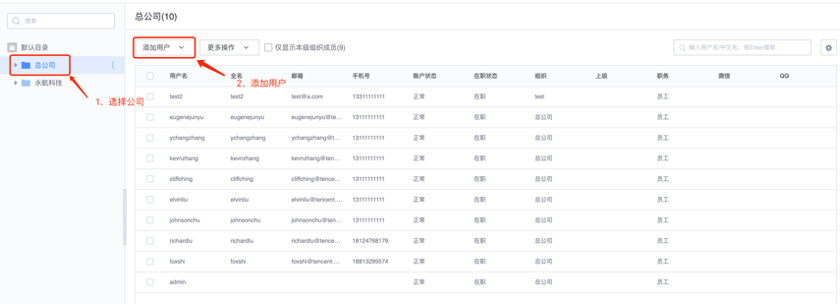 搜索
默认目录
总公司
永航科技
1、选择公司
总公司(10)
添加用户
更多操作
仅显示本级组织成员(9)
输入用户名/中文名, 按Enter搜索
2、添加用户
用户名 全名 邮箱 手机号 账户状态 在职状态 组织 上级 职务 微信 QQ
test2 test2 test@a.com 13311111111 正常 在职 test 员工
eugenejunyu eugenejunyu eugenejunyu@te... 13111111111 正常 在职 总公司 员工
ychangzhang ychangzhang ychangzhang@t... 13111111111 正常 在职 总公司 员工
kevnzhang kevnzhang kevnzhang@ten... 13111111111 正常 在职 总公司 员工
cliffching cliffching cliffching@tence... 13111111111 正常 在职 总公司 员工
elvinliu elvinliu elvinliu@tencent.... 13111111111 正常 在职 总公司 员工
johnsonchu johnsonchu johnsonchu@te... 13111111111 正常 在职 总公司 员工
richardlu richardlu richardlu@tence... 18124768179 正常 在职 总公司 员工
foxshi foxshi foxshi@tencent.... 18813299574 正常 在职 总公司 员工
admin 正常 在职 总公司 员工